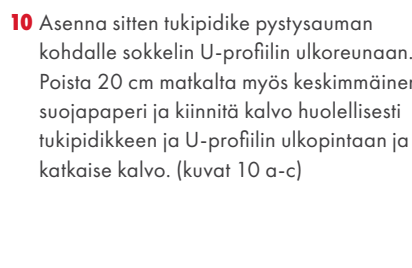 10 Asenna sitten tukipidike pystysauman
kohdalle sokkelin U-profiilin ulkoreunaan.
Poista 20 cm matkalta myös keskimmäinen
suojapaperi ja kiinnitä kalvo huolellisesti
tukipidikkeen ja U-profiilin ulkopintaan ja
katkaise kalvo. (kuvat 10 a-c)